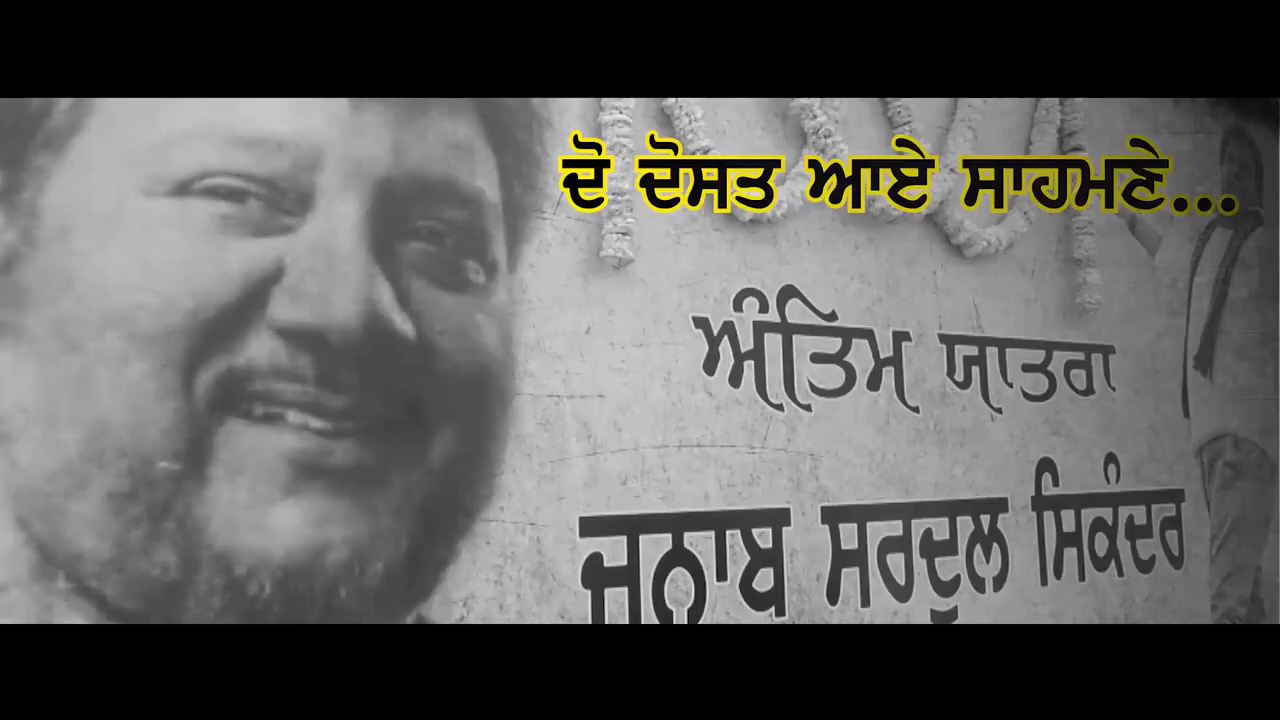 ਦੋ ਦੋਸਤ ਆਏ ਸਾਹਮਣੇ...
ਅੰਤਿਮ ਯਾਤਰਾ
ਜਨਾਬ ਸਰਦੂਲ ਸਿਕੰਦਰ